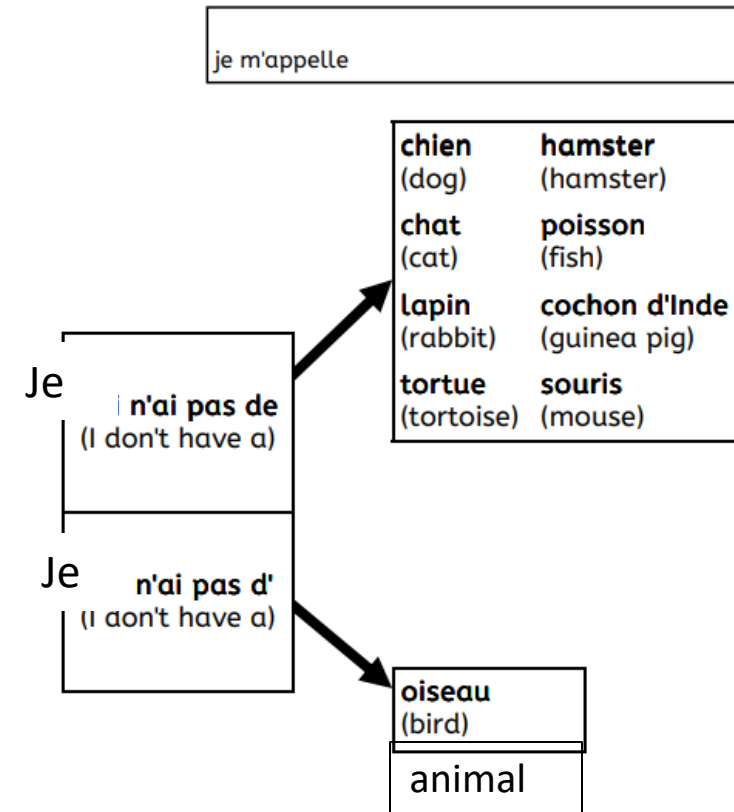 je m'appelle
chien hamster
(dog) (hamster)
chat poisson
(cat) (fish)
lapin cochon d'Inde
(rabbit) (guinea pig)
tortue souris
(tortoise) (mouse)
Je n'ai pas de
(I don't have a)
Je n'ai pas d'
(I don't have a)
oiseau
(bird)
animal